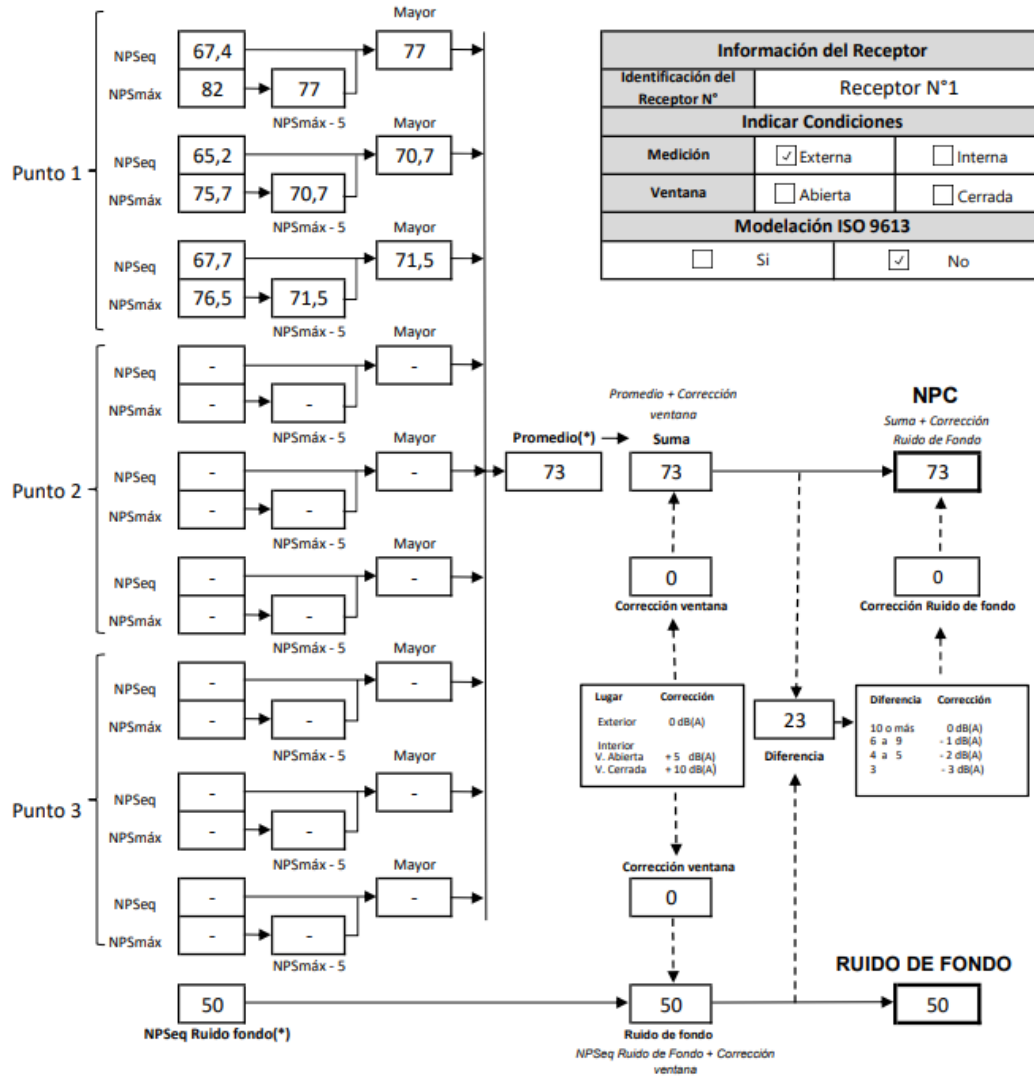 Mayor
NPSeq 67,4 77
NPSmáx 82 77
NPSmáx - 5
Mayor
Punto 1
NPSeq 65,2 70,7
NPSmáx 75,7 70,7
NPSmáx - 5
Mayor
NPSeq 67,7 71,5
NPSmáx 76,5 71,5
NPSmáx - 5
Mayor
NPSeq - -
NPSmáx - -
NPSmáx - 5
Mayor
Punto 2
NPSeq - -
NPSmáx - -
NPSmáx - 5
Mayor
NPSeq - -
NPSmáx - -
NPSmáx - 5
Mayor
NPSeq - -
NPSmáx - -
NPSmáx - 5
Mayor
Punto 3
NPSeq - -
NPSmáx - -
NPSmáx - 5
Mayor
NPSeq - -
NPSmáx - -
NPSmáx - 5
50
NPSeq Ruido fondo(*)
Información del Receptor
Identificación del
Receptor N°
Receptor N°1
Indicar Condiciones
Medición ✓ Externa Interna
Ventana Abierta Cerrada
Modelación ISO 9613
Si ✓ No
Promedio(*)
73
Promedio + Corrección
ventana
Suma
73
NPC
Suma + Corrección
Ruido de Fondo
73
0
Corrección ventana
0
Corrección Ruido de fondo
Lugar Corrección
Exterior 0 dB(A)
Interior
V. Abierta + 5 dB(A)
V. Cerrada + 10 dB(A)
23
Diferencia
Diferencia Corrección
10 o más 0 dB(A)
6 a 9 - 1 dB(A)
4 a 5 - 2 dB(A)
3 - 3 dB(A)
Corrección ventana
0
50
Ruido de fondo
NPSeq Ruido de Fondo + Corrección
ventana
RUIDO DE FONDO
50